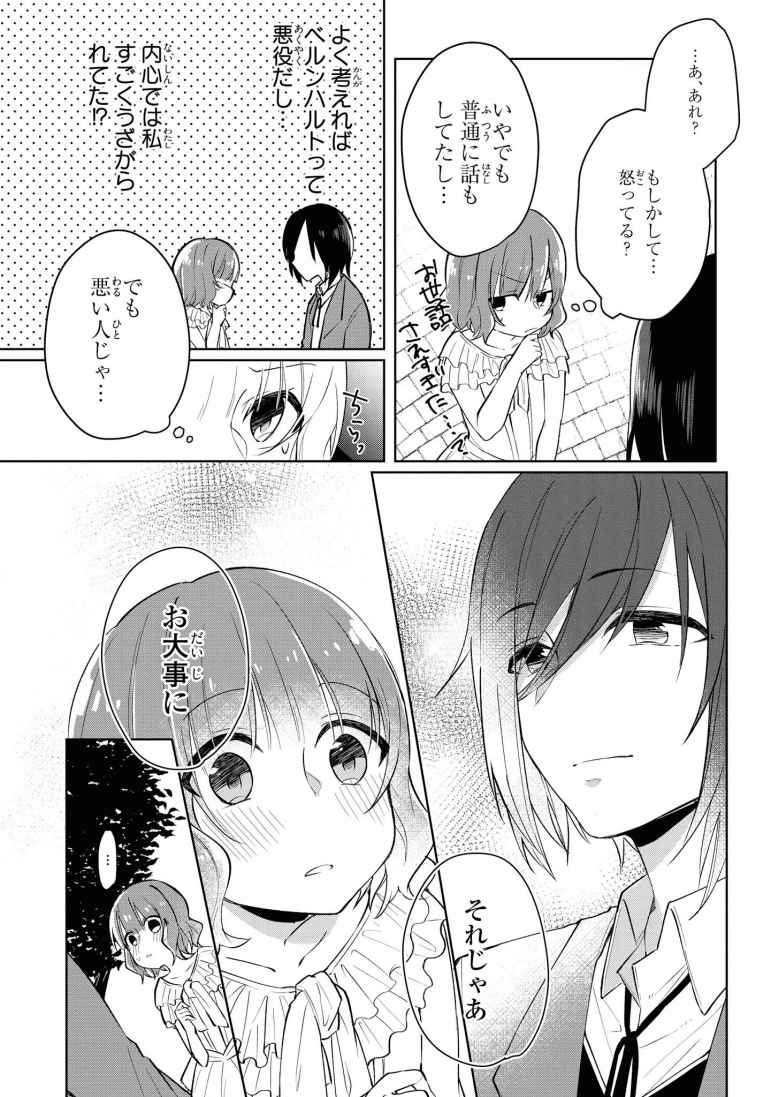 …あ、あれ？
もしかして…
怒ってる？
いやでも
普通に話も
してたし…
お世話
されすぎた…？
よく考えれば
ベルンハルトって
悪役だし…
内心では私
すごくうざがら
れてた!?
でも
悪い人じゃ…
ちらっ
それじゃあ
お大事に
…